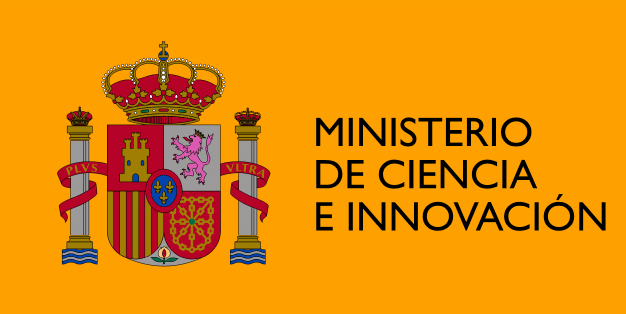 PLVS VLTRA
MINISTERIO
DE CIENCIA
E INNOVACIÓN